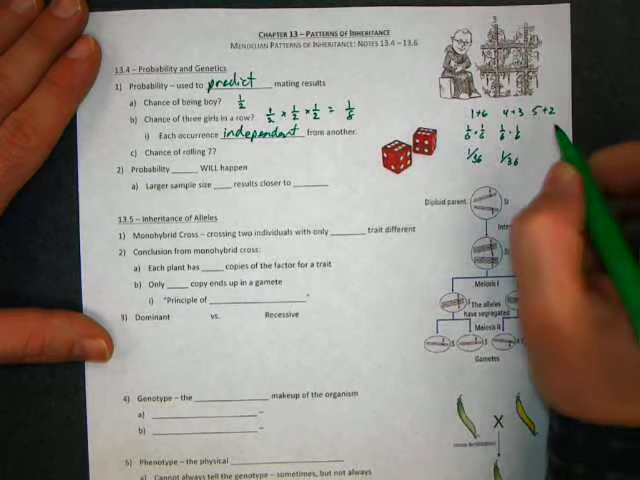 CHAPTER 13 – PATTERNS OF INHERITANCE
MENDELIAN PATTERNS OF INHERITANCE: NOTES 13.4 – 13.6
13.4 – Probability and Genetics
1) Probability – used to predict mating results
a) Chance of being boy? 1/2
b) Chance of three girls in a row? 1/2 x 1/2 x 1/2 = 1/8
i) Each occurrence independent from another.
c) Chance of rolling 7?
1+6 4+3 5+2
1/6 · 1/6 1/6 · 1/6
1/36 1/36
2) Probability _____ WILL happen
a) Larger sample size ____ results closer to _______
13.5 – Inheritance of Alleles
1) Monohybrid Cross – crossing two individuals with only _______ trait different
2) Conclusion from monohybrid cross:
a) Each plant has ____ copies of the factor for a trait
b) Only ____ copy ends up in a gamete
i) "Principle of ____________________"
3) Dominant vs. Recessive
Diploid parent
Meiosis I
The alleles
have segregated
Meiosis II
Gametes
4) Genotype – the ______________ makeup of the organism
a) ____________________ –
b) ____________________ –
X
5) Phenotype – the physical ____________________
a) Cannot always tell the genotype – sometimes, but not always